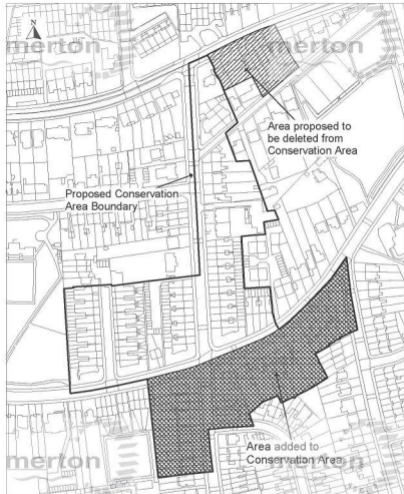 N
merton
merton
Area proposed to
be deleted from
Conservation Area
Proposed Conservation
Area Boundary
Area added to
Conservation Area
merton
merton